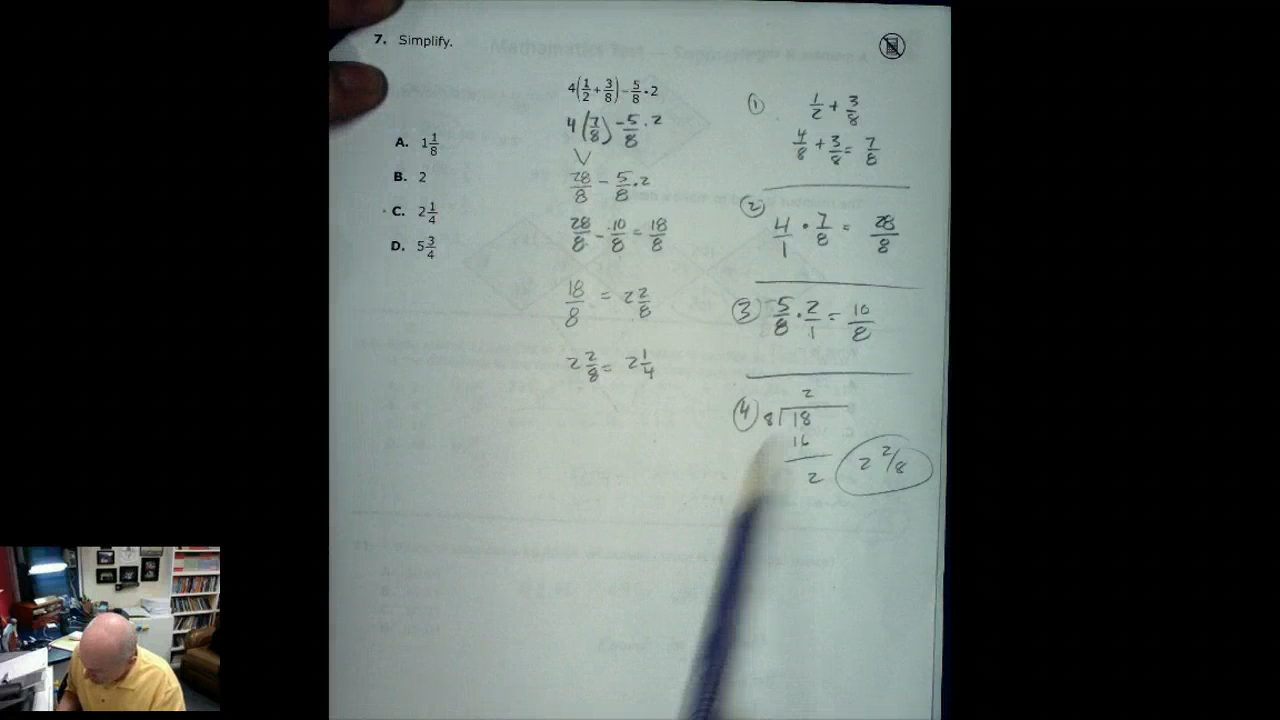 7. Simplify.
4(1/2 + 3/8) - 5/8 • 2
A. 1 1/8
B. 2
C. 2 1/4
D. 5 3/4
4(7/8) - 5/8 • 2
28/8 - 5/8 • 2
28/8 - 10/8 = 18/8
18/8 = 2 2/8
2 2/8 = 2 1/4
① 1/2 + 3/8
4/8 + 3/8 = 7/8
② 4/1 • 7/8 = 28/8
③ 5/8 • 2/1 = 10/8
④ 2
8 18
16
2
2 2/8